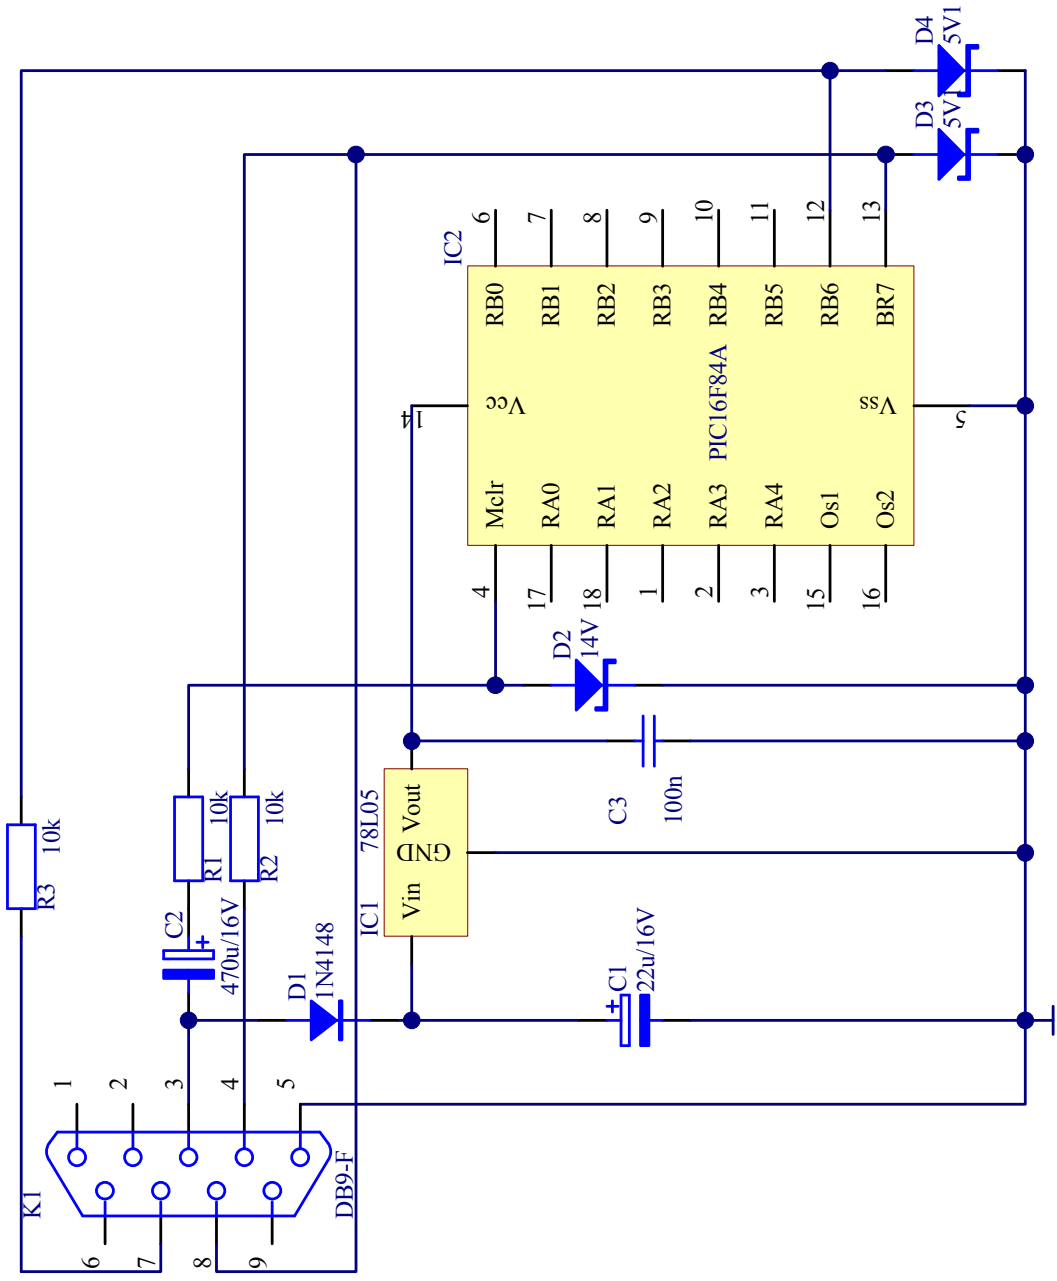 D4
5V1
D3
5V1
IC2
6
7
8
9
10
11
12
13
RB0
RB1
RB2
RB3
RB4
RB5
RB6
BR7
14
Vcc
PIC16F84A
Vss
5
Mclr
RA0
RA1
RA2
RA3
RA4
Os1
Os2
4
17
18
1
2
3
15
16
D2
14V
C3
100n
78L05
IC1
Vout
GND
Vin
10k
R3
10k
R1
10k
R2
C2
+
470u/16V
D1
1N4148
C1
+
22u/16V
1
2
3
4
5
K1
DB9-F
6
7
8
9